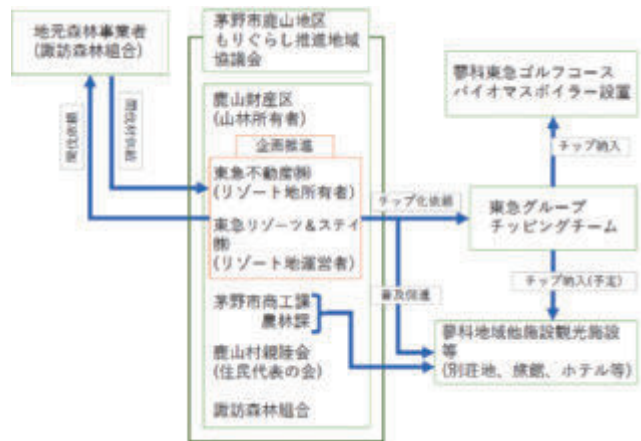 地元森林事業者
(諏訪森林組合)
茅野市鹿山地区
もりぐらし推進地域
協議会
蓼科東急ゴルフコース
バイオマスボイラー設置
鹿山財産区
(山林所有者)
企画推進
東急不動産㈱
(リゾート地所有者)
東急リゾーツ&ステイ
㈱
(リゾート地運営者)
間伐依頼
チップ化依頼
チップ納入
東急グループ
チッピングチーム
チップ納入(予定)
普及促進
茅野市商工課
農林課
鹿山村親睦会
(住民代表の会)
諏訪森林組合
蓼科地域他施設観光施設
等
(別荘地、旅館、ホテル等)